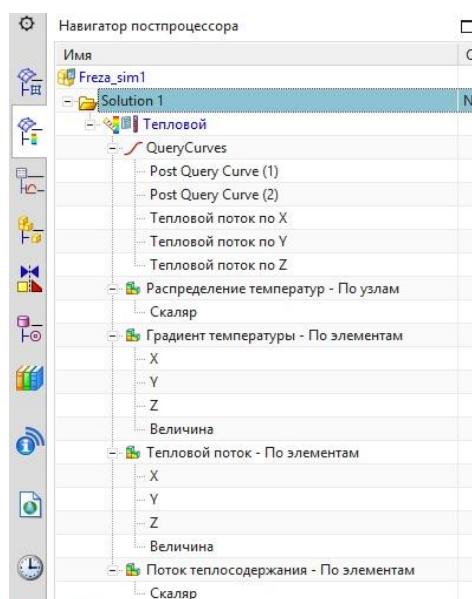 Навигатор постпроцессора
Имя
Freza_sim1
Solution 1
Тепловой
QueryCurves
Post Query Curve (1)
Post Query Curve (2)
Тепловой поток по X
Тепловой поток по Y
Тепловой поток по Z
Распределение температур - По узлам
Скаляр
Градиент температуры - По элементам
X
Y
Z
Величина
Тепловой поток - По элементам
X
Y
Z
Величина
Поток теплосодержания - По элементам
Скаляр